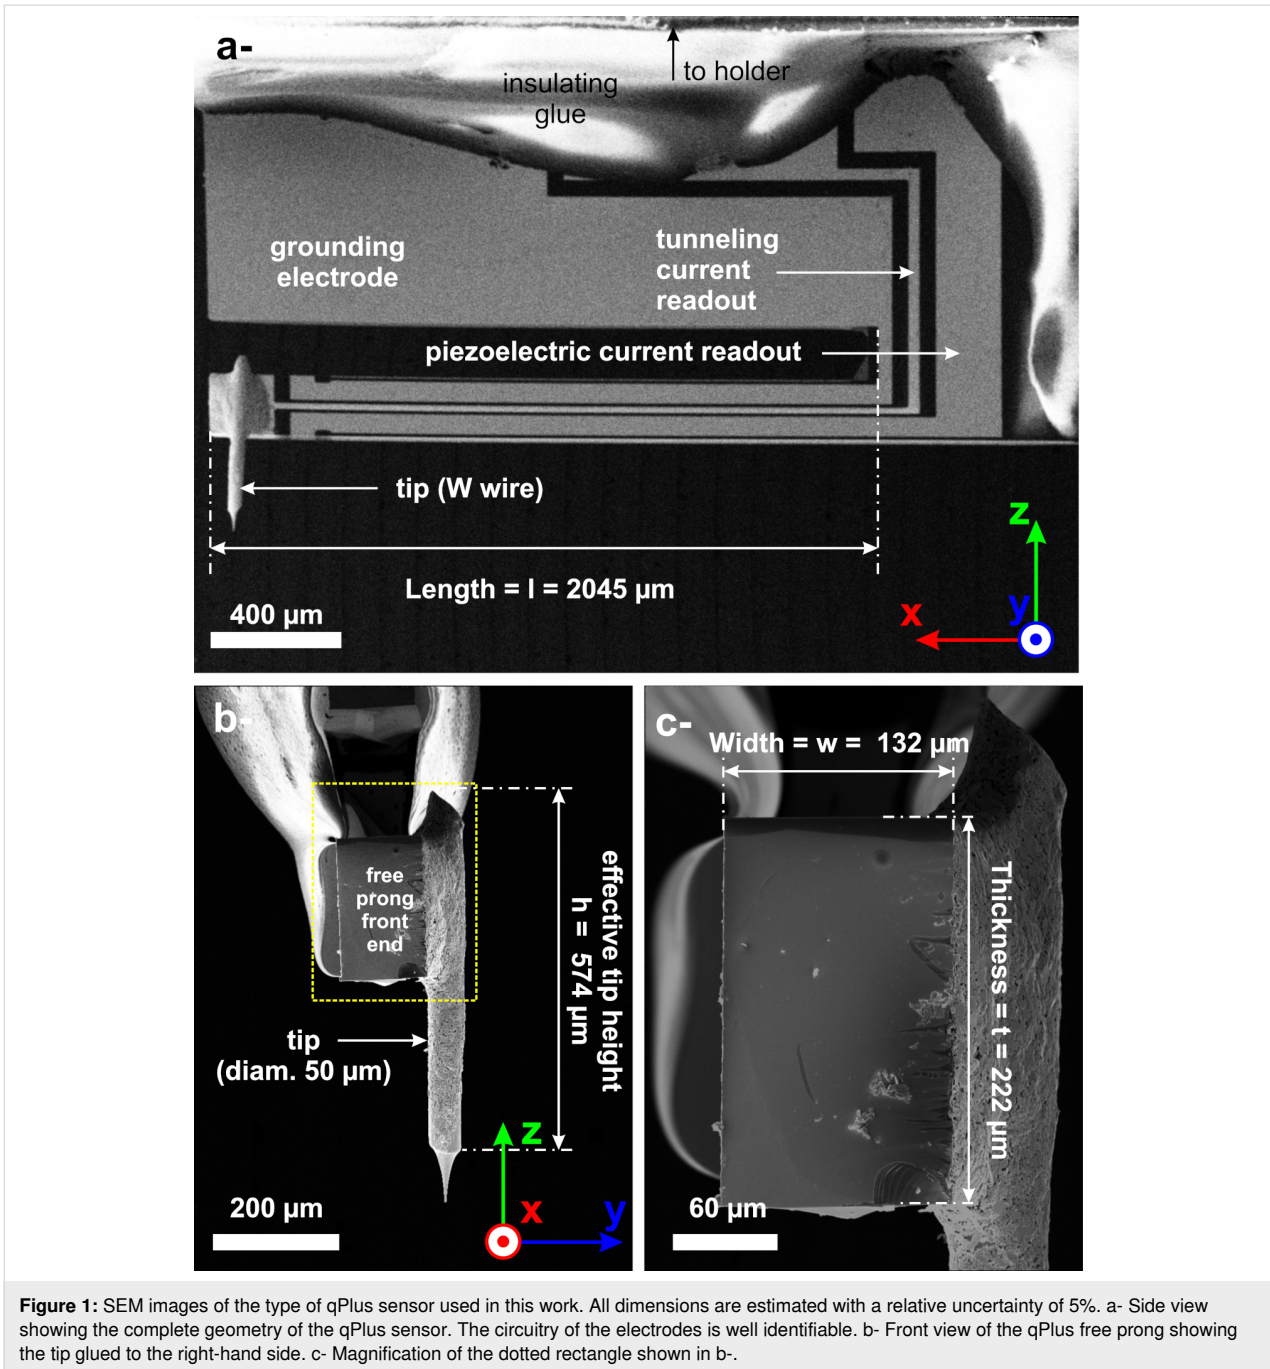 a-
to holder
insulating
glue
grounding
electrode
tunneling
current
readout
piezoelectric current readout
tip (W wire)
Length = l = 2045 µm
400 µm
z
x
y
b-
free
prong
front
end
effective tip height
h = 574 µm
tip
(diam. 50 µm)
200 µm
z
x
y
c-
Width = w = 132 µm
Thickness = t = 222 µm
60 µm
Figure 1: SEM images of the type of qPlus sensor used in this work. All dimensions are estimated with a relative uncertainty of 5%. a- Side view
showing the complete geometry of the qPlus sensor. The circuitry of the electrodes is well identifiable. b- Front view of the qPlus free prong showing
the tip glued to the right-hand side. c- Magnification of the dotted rectangle shown in b-.